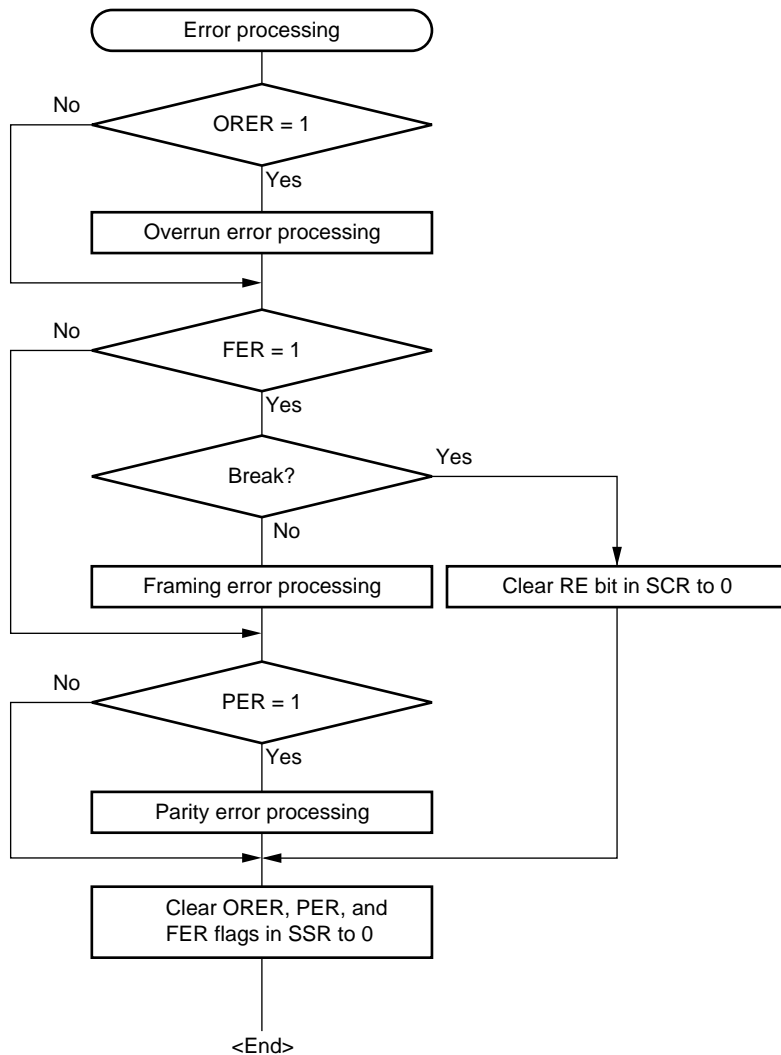 Error processing
No
ORER = 1
Yes
Overrun error processing
No
FER = 1
Yes
Break?
Yes
No
Framing error processing
Clear RE bit in SCR to 0
No
PER = 1
Yes
Parity error processing
Clear ORER, PER, and
FER flags in SSR to 0
<End>